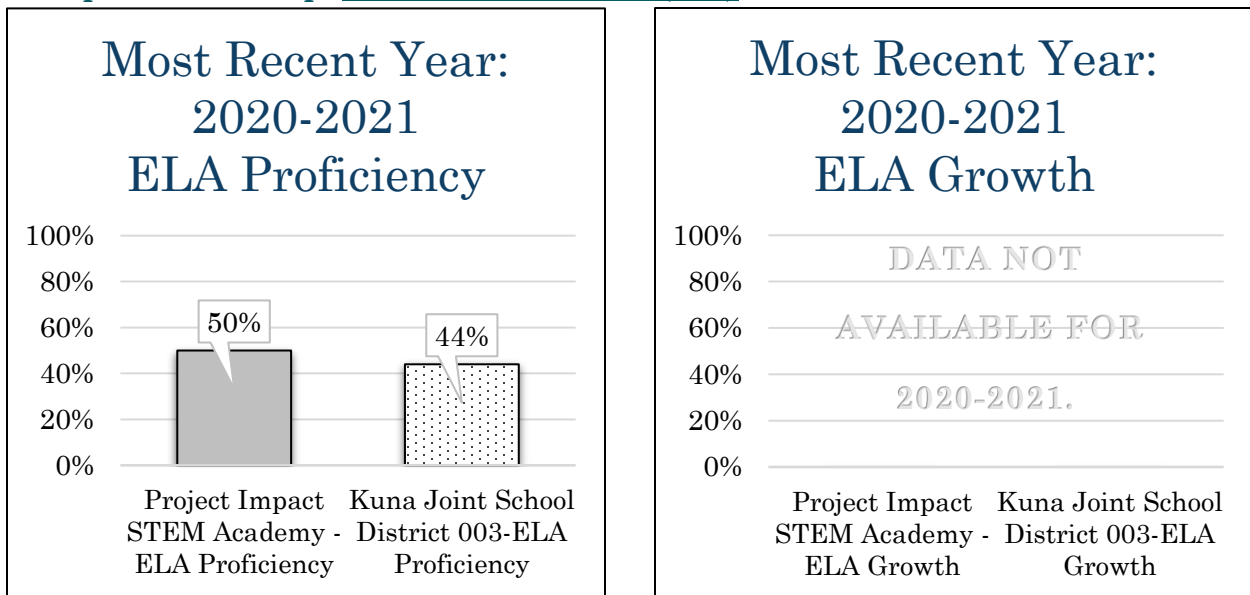 Most Recent Year:
2020-2021
ELA Proficiency
100%
80%
60%
40%
20%
0%
50%
44%
Project Impact
STEM Academy -
ELA Proficiency
Kuna Joint School
District 003-ELA
Proficiency
Most Recent Year:
2020-2021
ELA Growth
100%
80%
60%
40%
20%
0%
DATA NOT
AVAILABLE FOR
2020-2021.
Project Impact
STEM Academy -
ELA Growth
Kuna Joint School
District 003-ELA
Growth